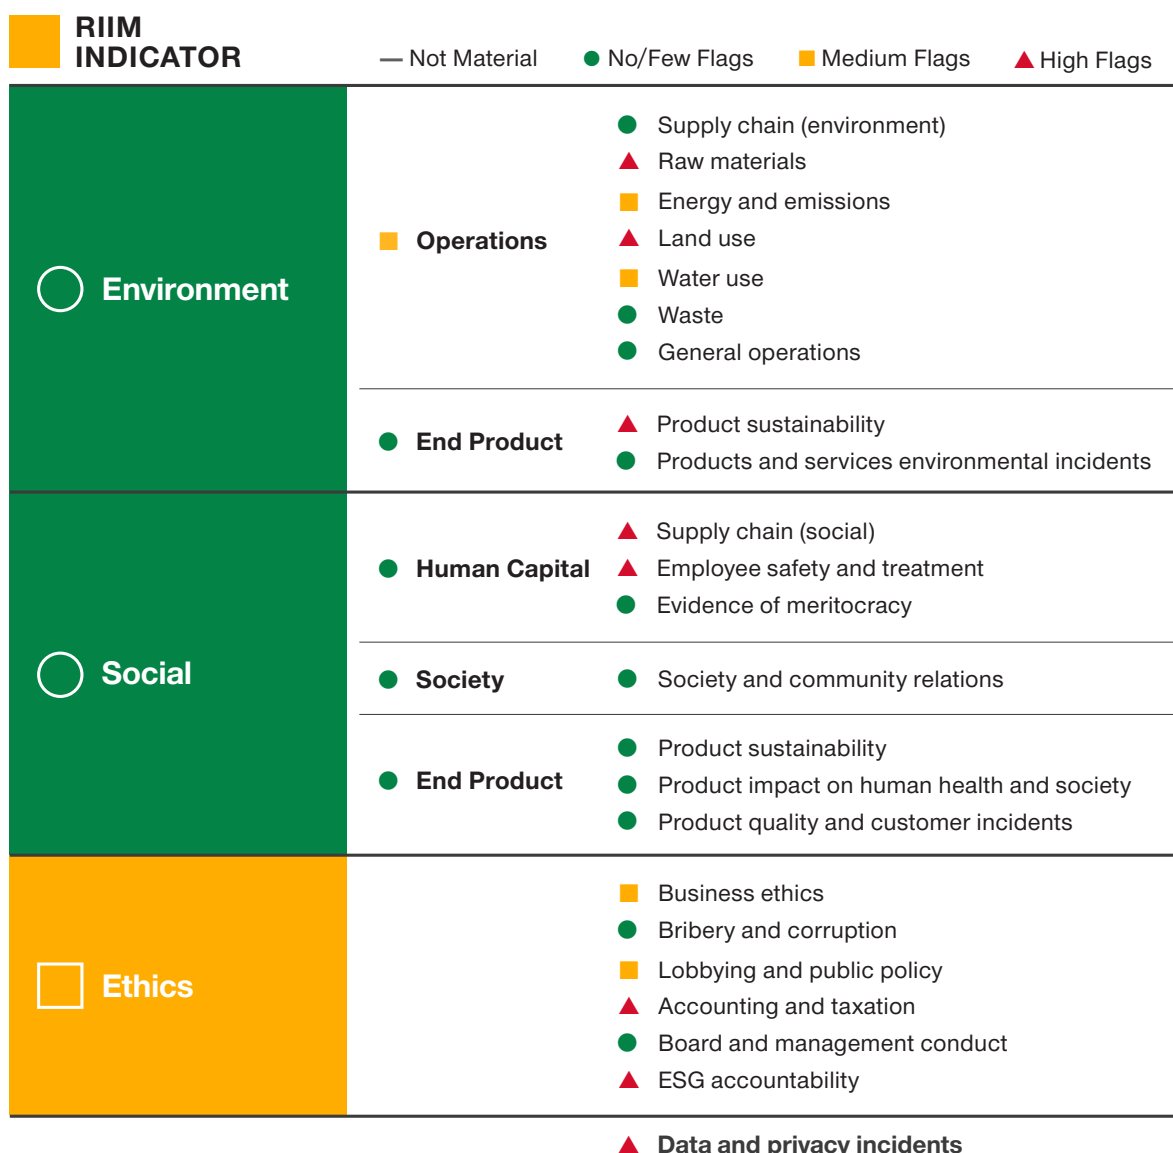 RIIM
INDICATOR
— Not Material
No/Few Flags
Medium Flags
High Flags
Environment
Operations
Supply chain (environment)
Raw materials
Energy and emissions
Land use
Water use
Waste
General operations
End Product
Product sustainability
Products and services environmental incidents
Social
Human Capital
Supply chain (social)
Employee safety and treatment
Evidence of meritocracy
Society
Society and community relations
End Product
Product sustainability
Product impact on human health and society
Product quality and customer incidents
Ethics
Business ethics
Bribery and corruption
Lobbying and public policy
Accounting and taxation
Board and management conduct
ESG accountability
Data and privacy incidents